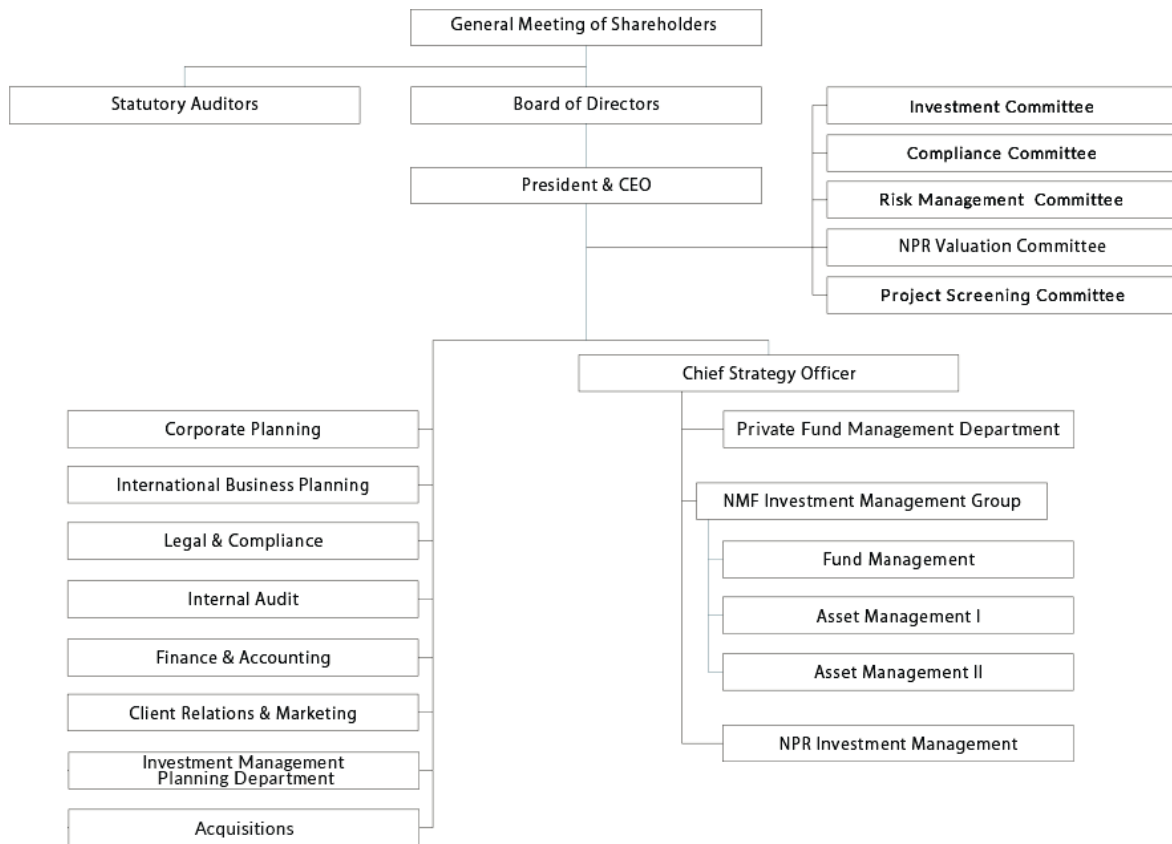 General Meeting of Shareholders
Statutory Auditors
Board of Directors
Investment Committee
Compliance Committee
President & CEO
Risk Management Committee
NPR Valuation Committee
Project Screening Committee
Chief Strategy Officer
Corporate Planning
International Business Planning
Legal & Compliance
Internal Audit
Finance & Accounting
Client Relations & Marketing
Investment Management
Planning Department
Acquisitions
Private Fund Management Department
NMF Investment Management Group
Fund Management
Asset Management I
Asset Management II
NPR Investment Management